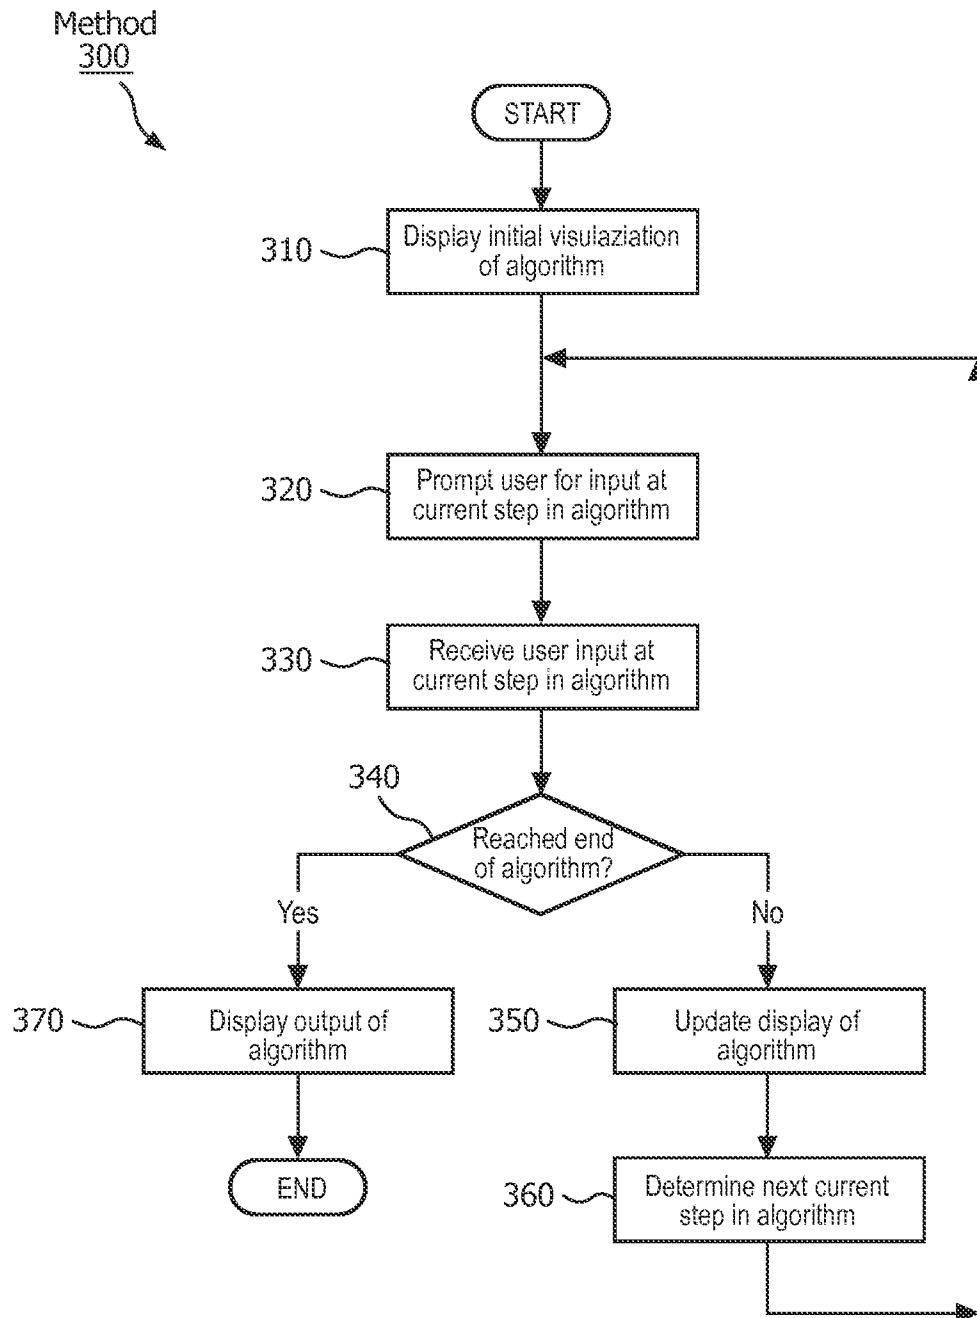 Method
300
START
310
Display initial visulaziation
of algorithm
320
Prompt user for input at
current step in algorithm
330
Receive user input at
current step in algorithm
340
Reached end
of algorithm?
Yes
No
370
Display output of
algorithm
350
Update display of
algorithm
END
360
Determine next current
step in algorithm